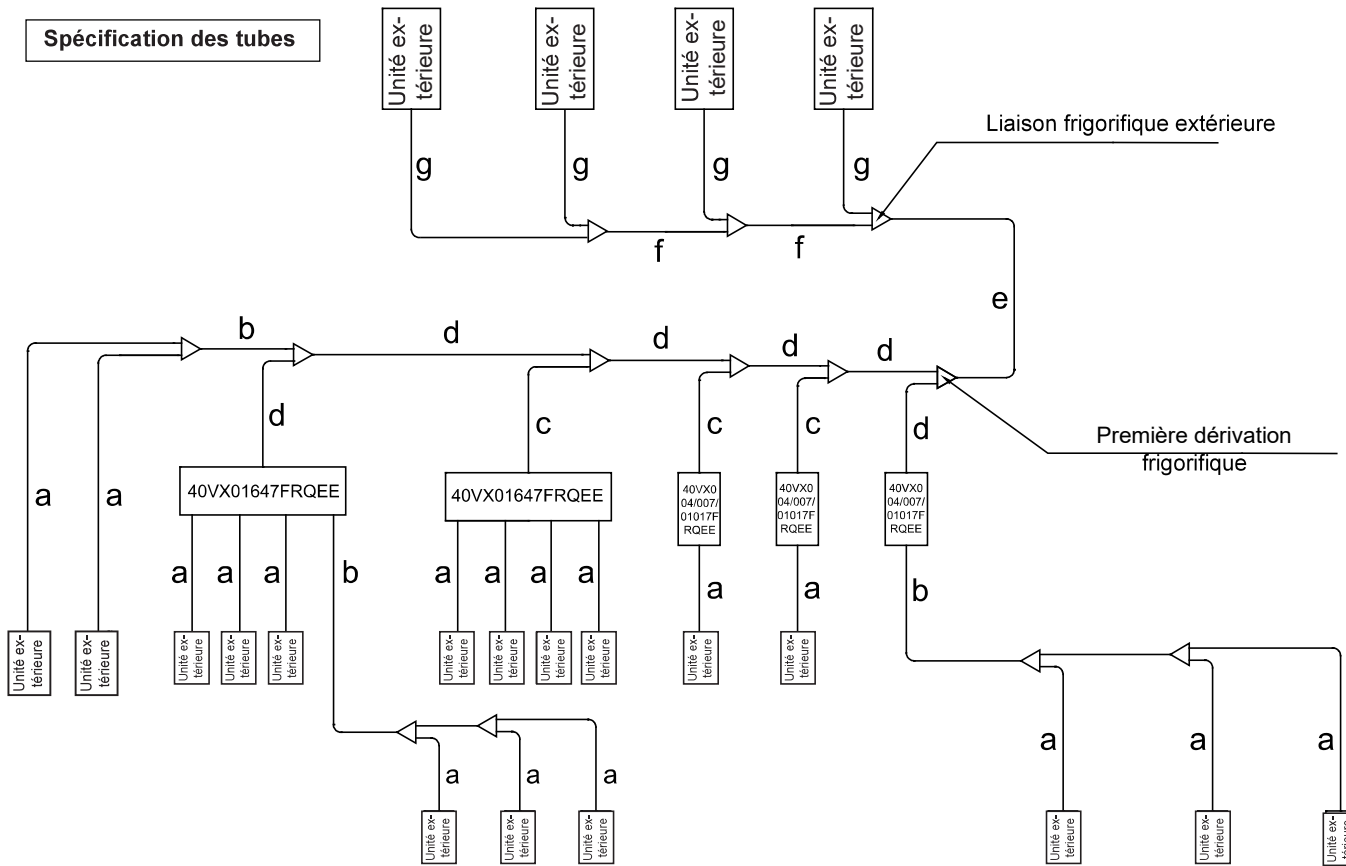 Spécification des tubes
Unité ex-
térieure
Unité ex-
térieure
Unité ex-
térieure
Unité ex-
térieure
Liaison frigorifique extérieure
g
g
g
g
f
f
e
b
d
d
d
d
d
c
c
c
d
Première dérivation
frigorifique
a
a
40VX01647FRQEE
40VX01647FRQEE
40VX0
04/007/
01017F
RQEE
40VX0
04/007/
01017F
RQEE
40VX0
04/007/
01017F
RQEE
a
a
a
b
a
a
a
a
a
a
b
Unité ex-
térieure
Unité ex-
térieure
Unité ex-
térieure
Unité ex-
térieure
Unité ex-
térieure
Unité ex-
térieure
Unité ex-
térieure
Unité ex-
térieure
Unité ex-
térieure
Unité ex-
térieure
Unité ex-
térieure
a
a
a
a
a
a
Unité ex-
térieure
Unité ex-
térieure
Unité ex-
térieure
Unité ex-
térieure
Unité ex-
térieure
Unité ex-
térieure